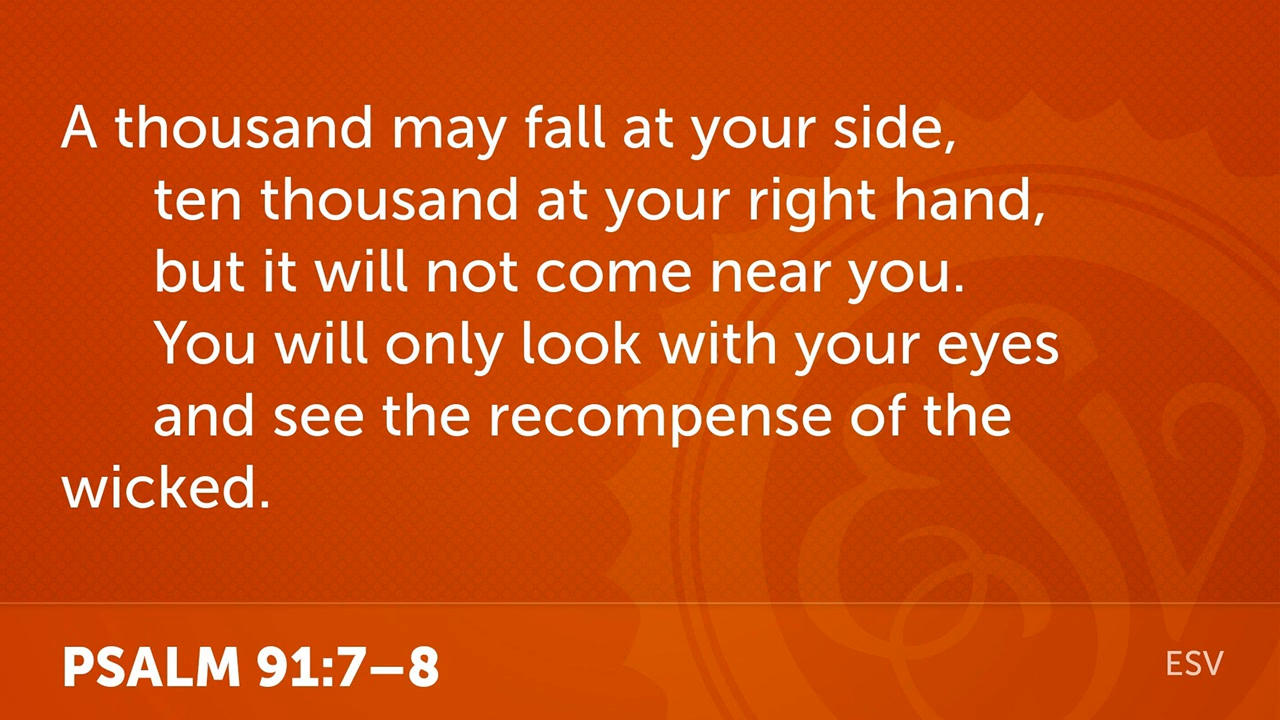 A thousand may fall at your side,
ten thousand at your right hand,
but it will not come near you.
You will only look with your eyes
and see the recompense of the
wicked.
PSALM 91:7–8
ESV